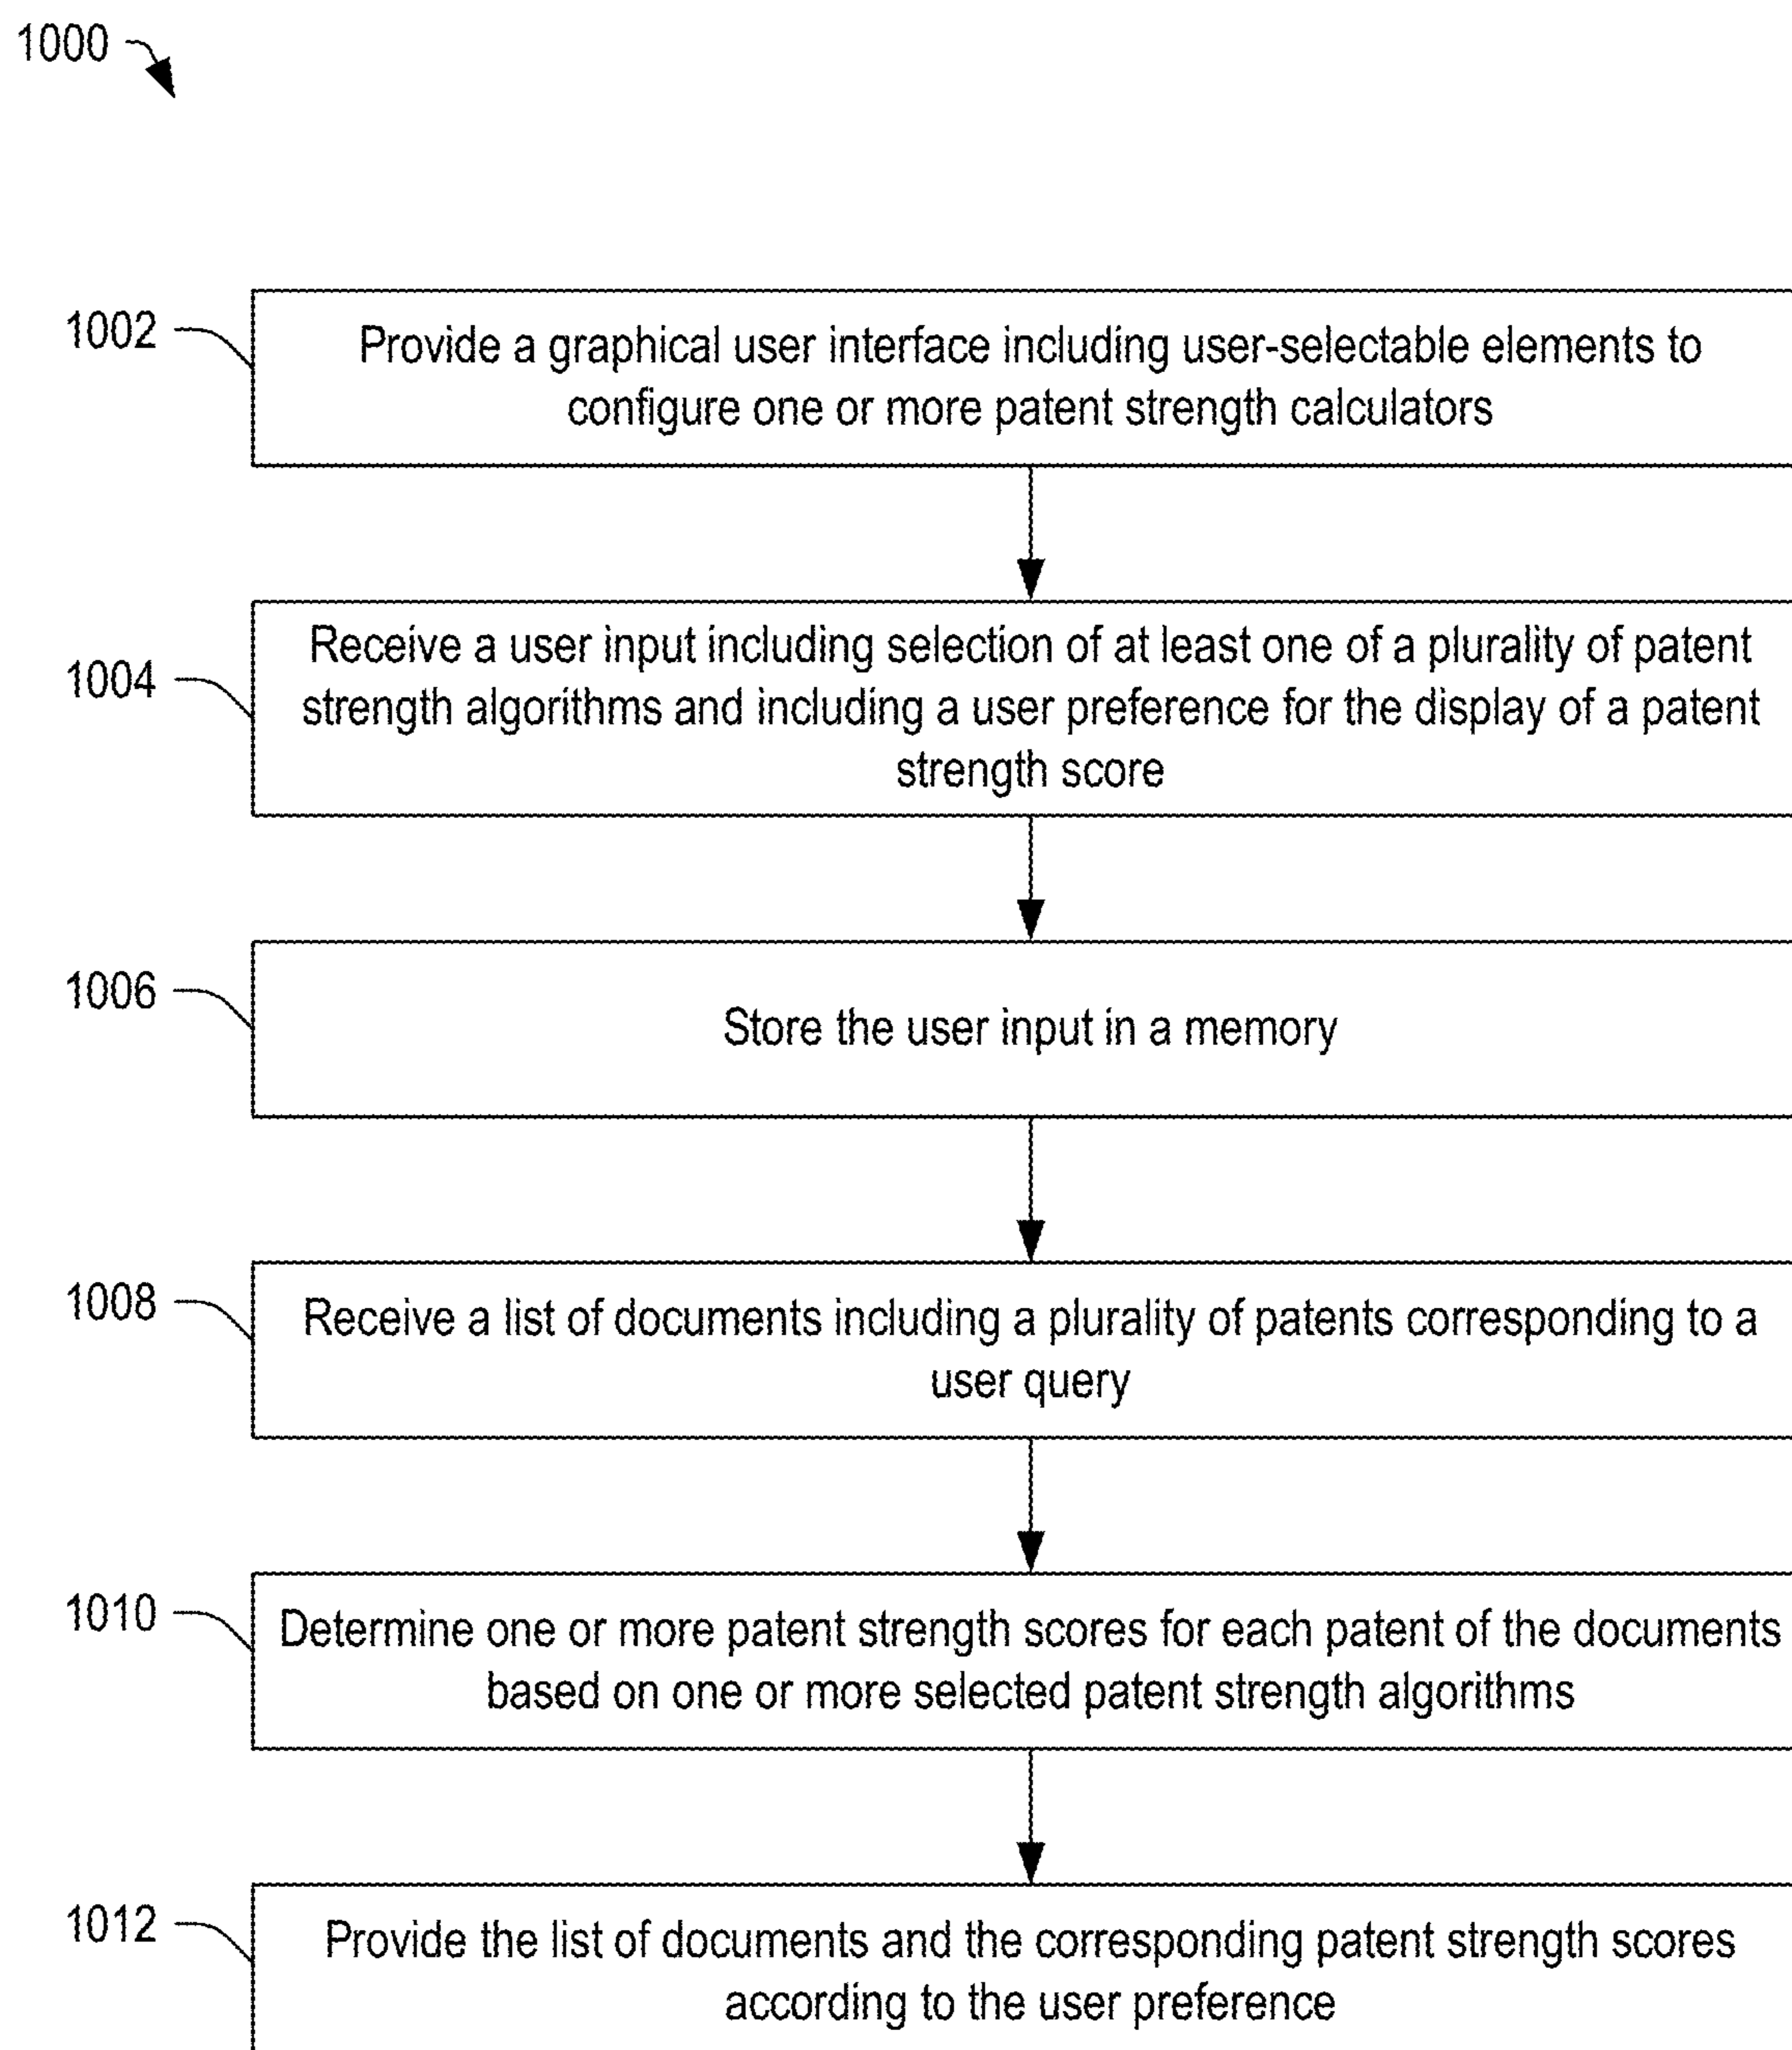 1000
1002
Provide a graphical user interface including user-selectable elements to
configure one or more patent strength calculators
1004
Receive a user input including selection of at least one of a plurality of patent
strength algorithms and including a user preference for the display of a patent
strength score
1006
Store the user input in a memory
1008
Receive a list of documents including a plurality of patents corresponding to a
user query
1010
Determine one or more patent strength scores for each patent of the documents
based on one or more selected patent strength algorithms
1012
Provide the list of documents and the corresponding patent strength scores
according to the user preference